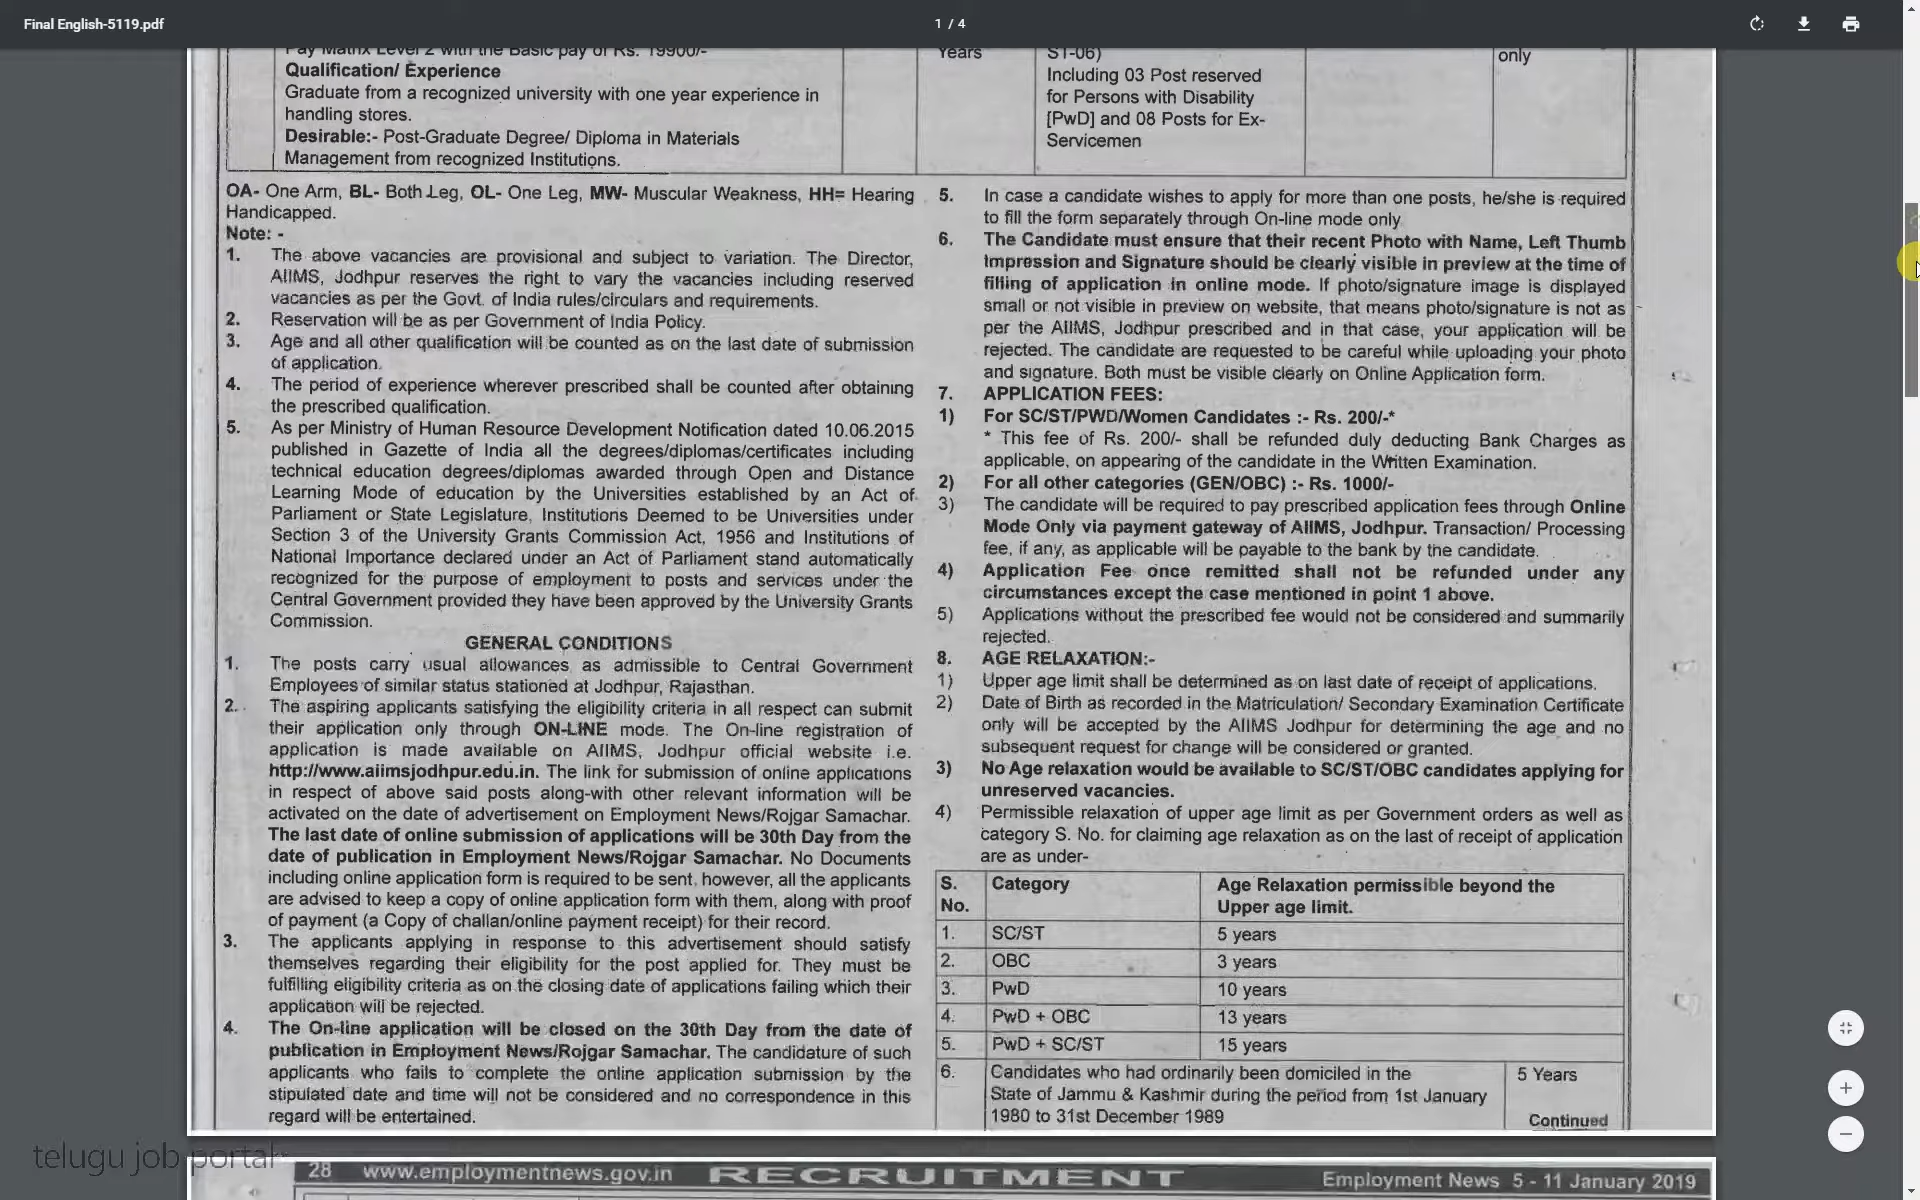 Final English-5119.pdf
1 / 4
Pay Matrix Level 2 with the Basic pay of Rs. 19900/-
Qualification/ Experience
Graduate from a recognized university with one year experience in
handling stores.
Desirable:- Post-Graduate Degree/ Diploma in Materials
Management from recognized Institutions.
Years
ST-06)
Including 03 Post reserved
for Persons with Disability
[PwD] and 08 Posts for Ex-
Servicemen
only
OA- One Arm, BL- Both Leg, OL- One Leg, MW- Muscular Weakness, HH= Hearing
Handicapped.
Note: -
1. The above vacancies are provisional and subject to variation. The Director,
AIIMS, Jodhpur reserves the right to vary the vacancies including reserved
vacancies as per the Govt. of India rules/circulars and requirements.
2. Reservation will be as per Government of India Policy.
3. Age and all other qualification will be counted as on the last date of submission
of application.
4. The period of experience wherever prescribed shall be counted after obtaining
the prescribed qualification.
5. As per Ministry of Human Resource Development Notification dated 10.06.2015
published in Gazette of India all the degrees/diplomas/certificates including
technical education degrees/diplomas awarded through Open and Distance
Learning Mode of education by the Universities established by an Act of
Parliament or State Legislature, Institutions Deemed to be Universities under
Section 3 of the University Grants Commission Act, 1956 and Institutions of
National Importance declared under an Act of Parliament stand automatically
recognized for the purpose of employment to posts and services under the
Central Government provided they have been approved by the University Grants
Commission.
GENERAL CONDITIONS
1. The posts carry usual allowances as admissible to Central Government
Employees of similar status stationed at Jodhpur, Rajasthan.
2. The aspiring applicants satisfying the eligibility criteria in all respect can submit
their application only through ON-LINE mode. The On-line registration of
application is made available on AIIMS, Jodhpur official website i.e.
http://www.aiimsjodhpur.edu.in. The link for submission of online applications
in respect of above said posts along-with other relevant information will be
activated on the date of advertisement on Employment News/Rojgar Samachar.
The last date of online submission of applications will be 30th Day from the
date of publication in Employment News/Rojgar Samachar. No Documents
including online application form is required to be sent, however, all the applicants
are advised to keep a copy of online application form with them, along with proof
of payment (a Copy of challan/online payment receipt) for their record.
3. The applicants applying in response to this advertisement should satisfy
themselves regarding their eligibility for the post applied for. They must be
fulfilling eligibility criteria as on the closing date of applications failing which their
application will be rejected.
4. The On-line application will be closed on the 30th Day from the date of
publication in Employment News/Rojgar Samachar. The candidature of such
applicants who fails to complete the online application submission by the
stipulated date and time will not be considered and no correspondence in this
regard will be entertained.
5. In case a candidate wishes to apply for more than one posts, he/she is required
to fill the form separately through On-line mode only
6. The Candidate must ensure that their recent Photo with Name, Left Thumb
Impression and Signature should be clearly visible in preview at the time of
filling of application in online mode. If photo/signature image is displayed
small or not visible in preview on website, that means photo/signature is not as
per the AIIMS, Jodhpur prescribed and in that case, your application will be
rejected. The candidate are requested to be careful while uploading your photo
and signature. Both must be visible clearly on Online Application form.
7. APPLICATION FEES:
1) For SC/ST/PWD/Women Candidates :- Rs. 200/-*
* This fee of Rs. 200/- shall be refunded duly deducting Bank Charges as
applicable, on appearing of the candidate in the Written Examination.
2) For all other categories (GEN/OBC) :- Rs. 1000/-
3) The candidate will be required to pay prescribed application fees through Online
Mode Only via payment gateway of AIIMS, Jodhpur. Transaction/ Processing
fee, if any, as applicable will be payable to the bank by the candidate.
4) Application Fee once remitted shall not be refunded under any
circumstances except the case mentioned in point 1 above.
5) Applications without the prescribed fee would not be considered and summarily
rejected.
8. AGE RELAXATION:-
1) Upper age limit shall be determined as on last date of receipt of applications.
2) Date of Birth as recorded in the Matriculation/ Secondary Examination Certificate
only will be accepted by the AIIMS Jodhpur for determining the age and no
subsequent request for change will be considered or granted.
3) No Age relaxation would be available to SC/ST/OBC candidates applying for
unreserved vacancies.
4) Permissible relaxation of upper age limit as per Government orders as well as
category S. No. for claiming age relaxation as on the last of receipt of application
are as under-
S. No. Category Age Relaxation permissible beyond the
Upper age limit.
1. SC/ST 5 years
2. OBC 3 years
3. PwD 10 years
4. PwD + OBC 13 years
5. PwD + SC/ST 15 years
6. Candidates who had ordinarily been domiciled in the 5 Years
State of Jammu & Kashmir during the period from 1st January
1980 to 31st December 1989
Continued
telugu job portal
28 www.employmentnews.gov.in RECRUITMENT Employment News 5 - 11 January 2019